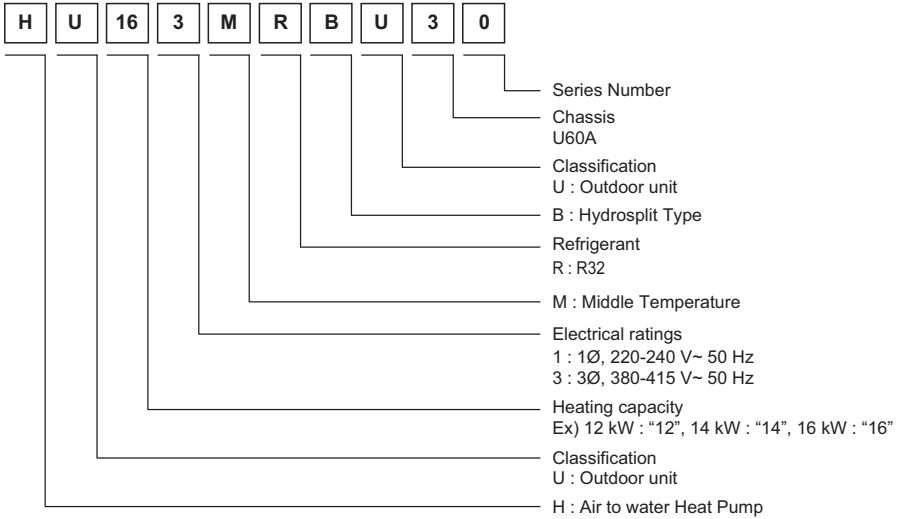 H U 16 3 M R B U 3 0
Series Number
Chassis
U60A
Classification
U : Outdoor unit
B : Hydrosplit Type
Refrigerant
R : R32
M : Middle Temperature
Electrical ratings
1 : 1Ø, 220-240 V~ 50 Hz
3 : 3Ø, 380-415 V~ 50 Hz
Heating capacity
Ex) 12 kW : “12”, 14 kW : “14”, 16 kW : “16”
Classification
U : Outdoor unit
H : Air to water Heat Pump